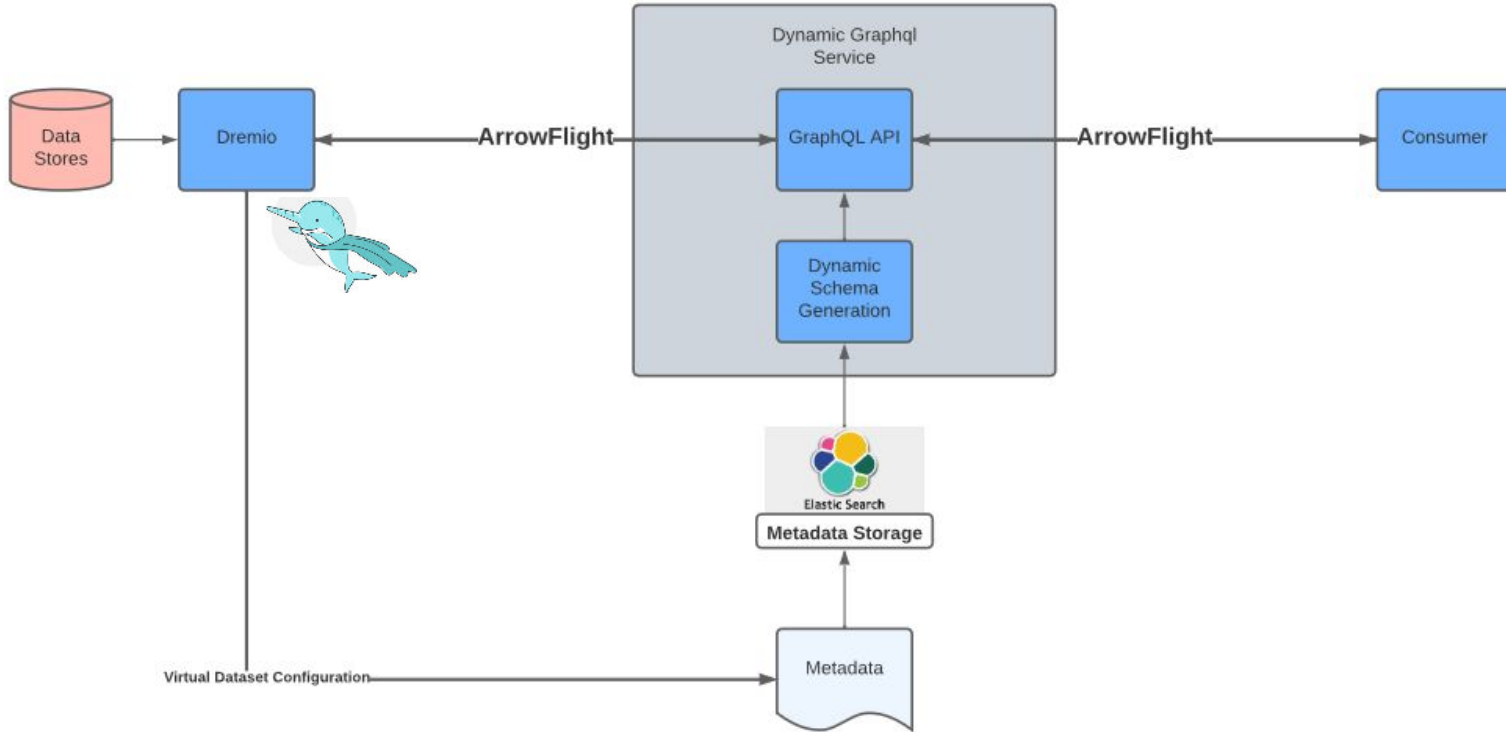 Dynamic Graphql
Service
Data
Stores
Dremio
ArrowFlight
GraphQL API
ArrowFlight
Consumer
Dynamic
Schema
Generation
Elastic Search
Metadada Storage
Virtual Dataset Configuration
Metadata